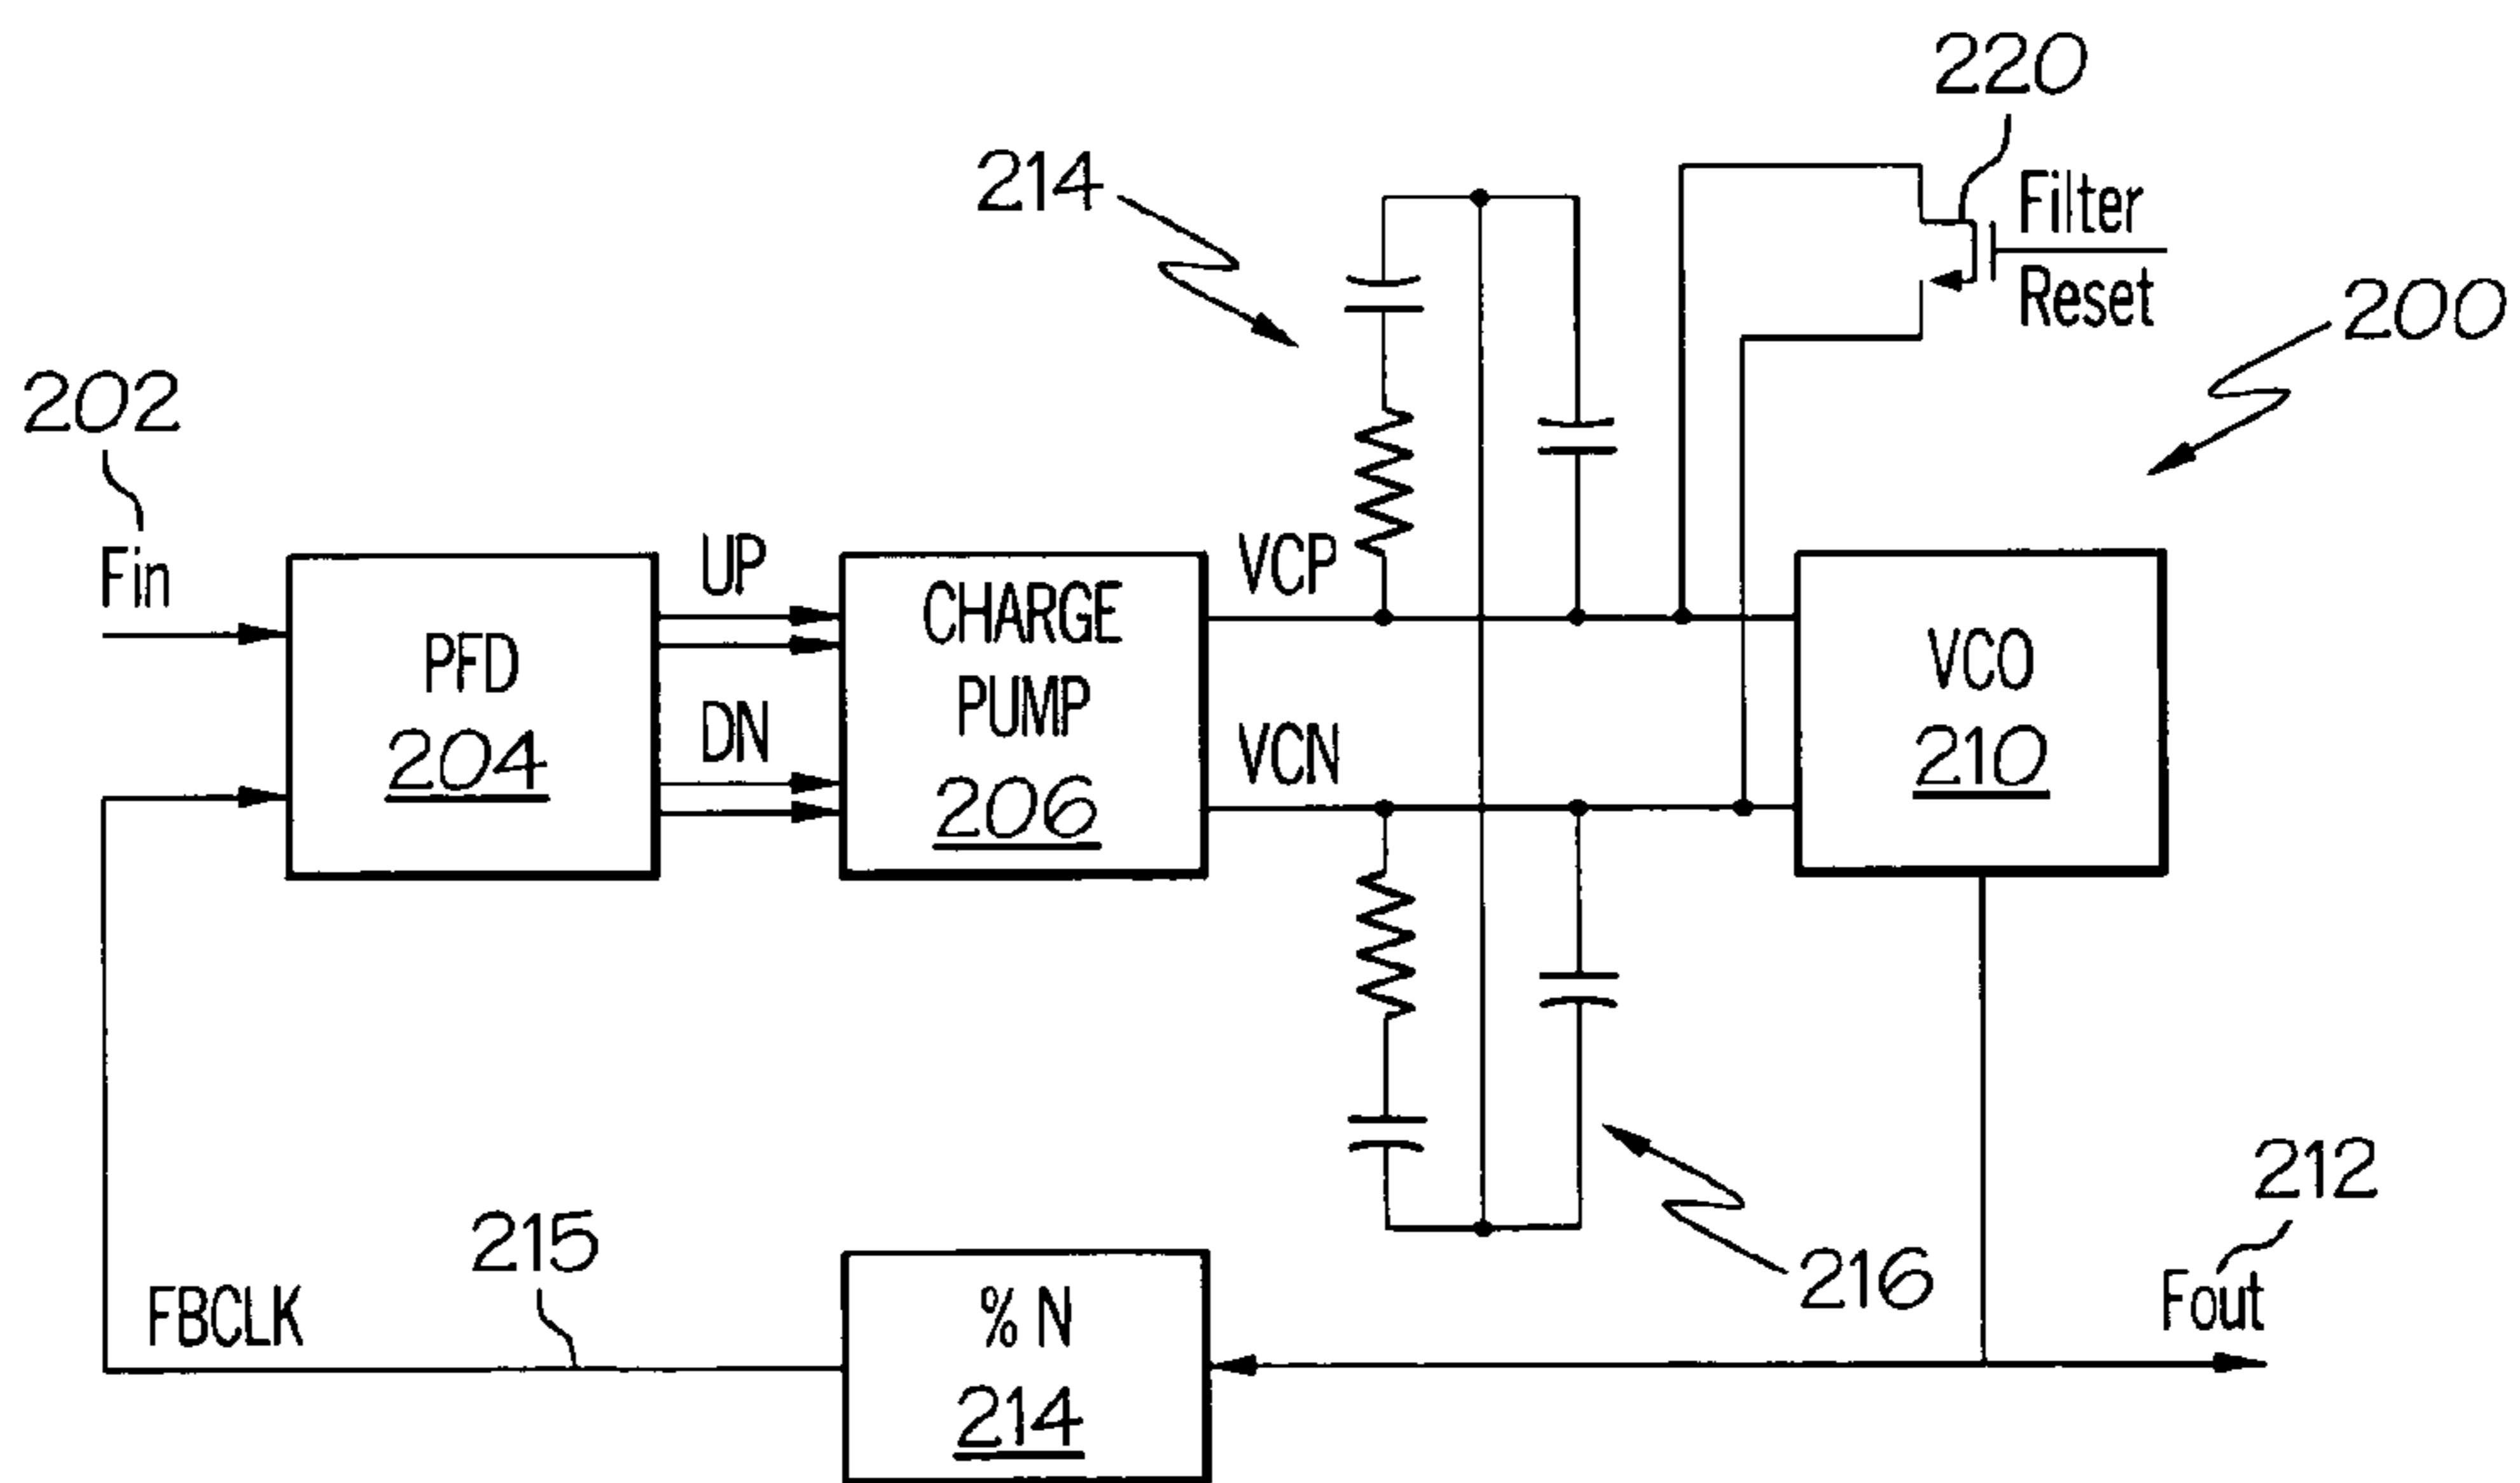 220
214
Filter
Reset
200
202
Fin
UP
DN
PFD
204
CHARGE
PUMP
206
VCP
VCN
VCO
210
215
FBCLK
% N
214
216
212
Fout